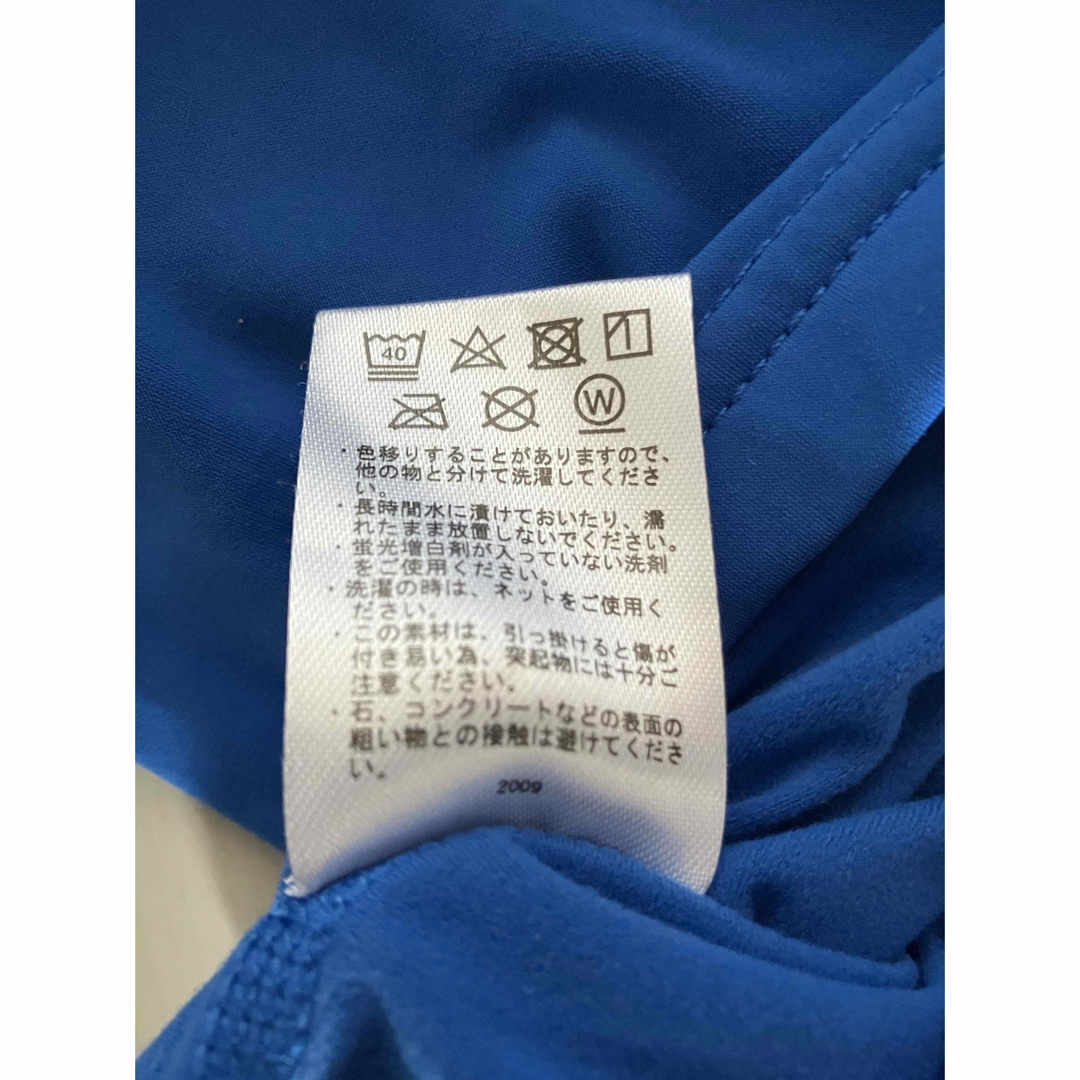 40
W
・色移りすることがありますので、
他の物と分けて洗濯してくださ
い。
・長時間水に漬けておいたり、濡
れたまま放置しないでください。
・蛍光増白剤が入っていない洗剤
をご使用ください。
・洗濯の時は、ネットをご使用く
ださい。
・この素材は、引っ掛けると傷が
付き易い為、突起物には十分ご
注意ください。
・石、コンクリートなどの表面の
粗い物との接触は避けてくださ
い。
2009